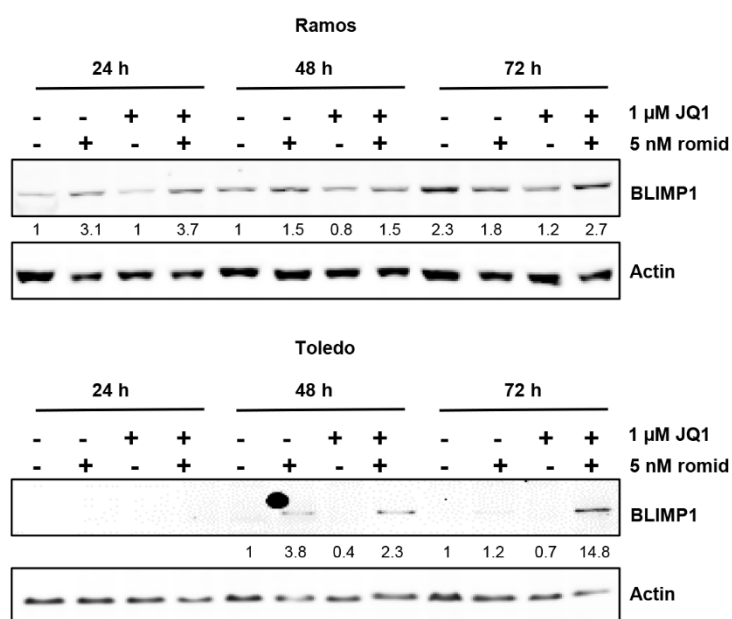 Ramos
24 h 48 h 72 h
- - + + - - + + - - + + 1 µM JQ1
- + - + - + - + - + - + 5 nM romid
BLIMP1
1 3.1 1 3.7 1 1.5 0.8 1.5 2.3 1.8 1.2 2.7
Actin
Toledo
24 h 48 h 72 h
- - + + - - + + - - + + 1 µM JQ1
- + - + - + - + - + - + 5 nM romid
BLIMP1
1 3.8 0.4 2.3 1 1.2 0.7 14.8
Actin